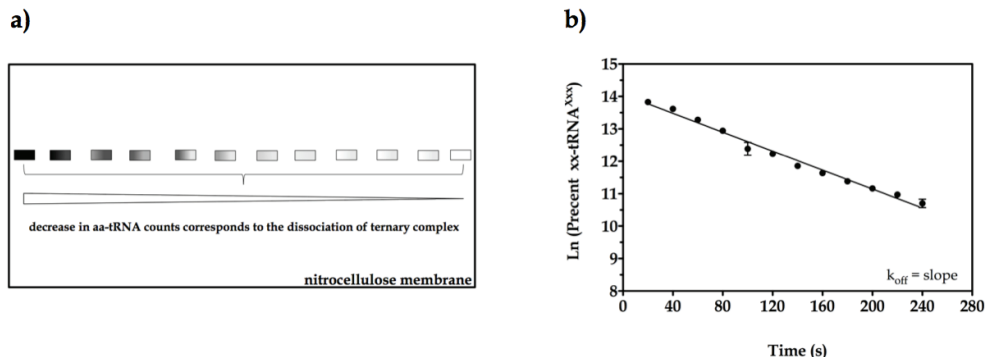 a)
decrease in aa-tRNA counts corresponds to the dissociation of ternary complex
nitrocellulose membrane
b)
Ln (Precent xx-tRNAXxx)
15
14
13
12
11
10
9
8
0 40 80 120 160 200 240 280
koff = slope
Time (s)